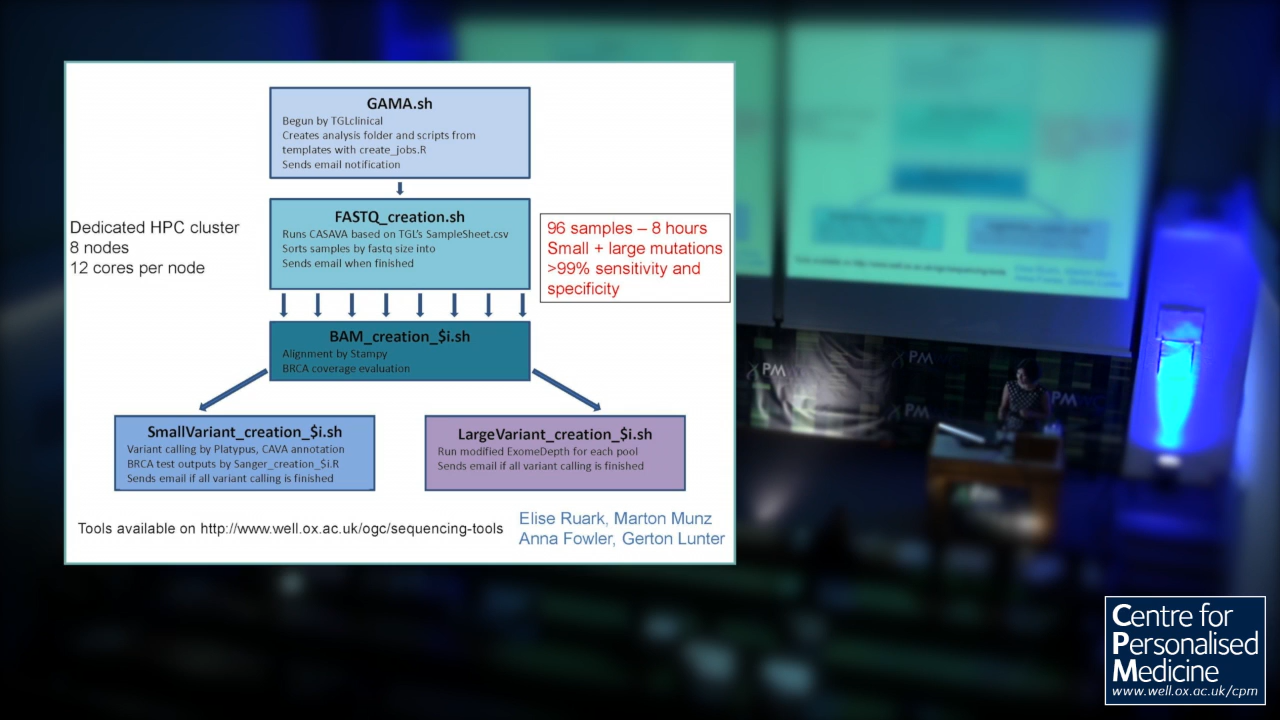 GAMA.sh
Begun by TGLclinical
Creates analysis folder and scripts from
templates with create_jobs.R
Sends email notification
Dedicated HPC cluster
8 nodes
12 cores per node
FASTQ_creation.sh
Runs CASAVA based on TGL's SampleSheet.csv
Sorts samples by fastq size into
Sends email when finished
96 samples – 8 hours
Small + large mutations
>99% sensitivity and
specificity
BAM_creation_$i.sh
Alignment by Stampy
BRCA coverage evaluation
SmallVariant_creation_$i.sh
Variant calling by Platypus, CAVA annotation
BRCA test outputs by Sanger_creation_$i.R
Sends email if all variant calling is finished
LargeVariant_creation_$i.sh
Run modified ExomeDepth for each pool
Sends email if all variant calling is finished
Tools available on http://www.well.ox.ac.uk/ogc/sequencing-tools
Elise Ruark, Marton Munz
Anna Fowler, Gerton Lunter
PM
PM
PM
PM
Centre for
Personalised
Medicine
www.well.ox.ac.uk/cpm